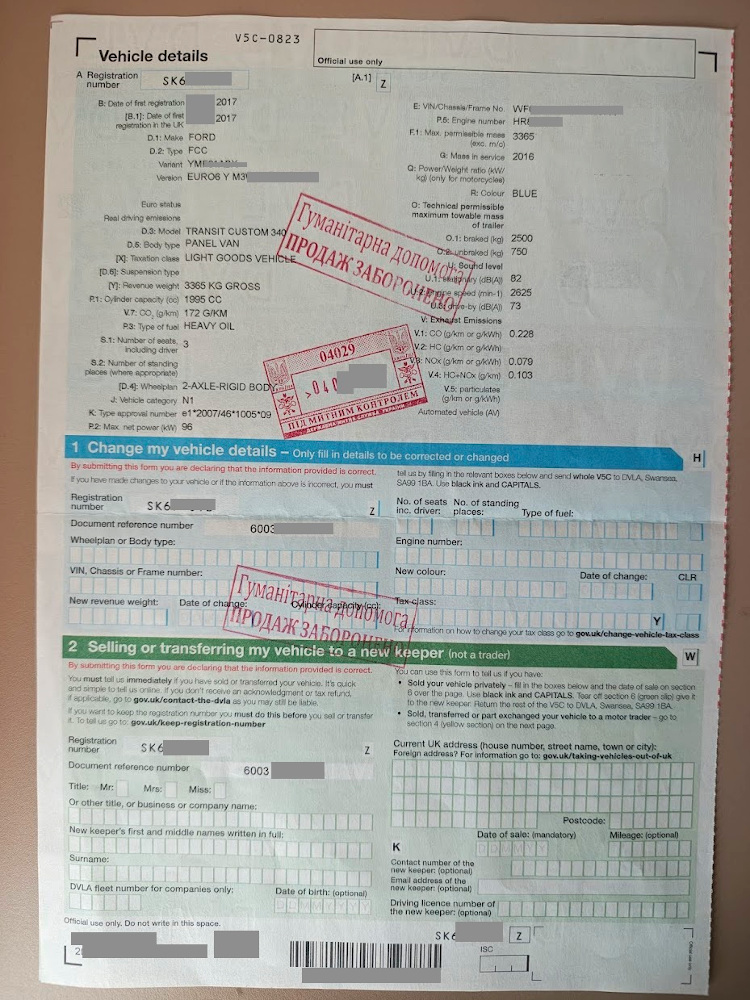 V5C-0823
Vehicle details
Official use only
A Registration number SK6
[A.1] Z
B: Date of first registration 2017
[B.1]: Date of first registration in the UK 2017
D.1: Make FORD
D.2: Type FCC
Variant
Version EURO6 Y M3
Euro status
Real driving emissions
D.3: Model TRANSIT CUSTOM 340
D.5: Body type PANEL VAN
[X]: Taxation class LIGHT GOODS VEHICLE
[D.6]: Suspension type
[Y]: Revenue weight 3365 KG GROSS
P.1: Cylinder capacity (cc) 1995 CC
V.7: CO₂ (g/km) 172 G/KM
P.3: Type of fuel HEAVY OIL
S.1: Number of seats, including driver 3
S.2: Number of standing places (where appropriate)
[D.4]: Wheelplan 2-AXLE-RIGID BODY
J: Vehicle category N1
K: Type approval number e1*2007/46*1005*09
P.2: Max. net power (kW) 96
E: VIN/Chassis/Frame No. WF
P.5: Engine number HR
F.1: Max. permissible mass (exc. m/c) 3365
G: Mass in service 2016
Q: Power/Weight ratio (kW/kg) (only for motorcycles)
R: Colour BLUE
O: Technical permissible maximum towable mass of trailer
O.1: braked (kg) 2500
O.2: unbraked (kg) 750
U: Sound level
U.1: stationary (dB(A)) 82
U.2: Engine speed (min-1) 2625
U.3: drive-by (dB(A)) 73
V: Exhaust Emissions
V.1: CO (g/km or g/kWh) 0.228
V.2: HC (g/km or g/kWh)
V.3: NOx (g/km or g/kWh) 0.079
V.4: HC+NOx (g/km) 0.103
V.5: particulates (g/km or g/kWh)
Automated vehicle (AV)
Гуманітарна допомога
ПРОДАЖ ЗАБОРОНЕНО!
04029
ПІД МИТНИМ КОНТРОЛЕМ
1 Change my vehicle details – Only fill in details to be corrected or changed
H
By submitting this form you are declaring that the information provided is correct.
If you have made changes to your vehicle or if the information above is incorrect, you must
tell us by filling in the relevant boxes below and send whole V5C to DVLA, Swansea,
SA99 1BA. Use black ink and CAPITALS.
Registration number SK6
Z
Document reference number 6003
Wheelplan or Body type:
VIN, Chassis or Frame number:
New revenue weight:
Date of change:
Cylinder capacity (cc):
No. of seats inc. driver:
No. of standing places:
Type of fuel:
Engine number:
New colour:
Date of change:
CLR
Tax class:
Y
For information on how to change your tax class go to gov.uk/change-vehicle-tax-class
Гуманітарна допомога
ПРОДАЖ ЗАБОРОНЕНО!
2 Selling or transferring my vehicle to a new keeper (not a trader)
W
By submitting this form you are declaring that the information provided is correct.
You must tell us immediately if you have sold or transferred your vehicle. It's quick
and simple to tell us online. If you don't receive an acknowledgment or tax refund,
if applicable, go to gov.uk/contact-the-dvla as you may still be liable.
If you want to keep the registration number you must do this before you sell or transfer
it. To tell us go to: gov.uk/keep-registration-number
You can use this form to tell us if you have:
• Sold your vehicle privately – fill in the boxes below and the date of sale on section
6 over the page. Use black ink and CAPITALS. Tear off section 6 (green slip) give it
to the new keeper. Return the rest of the V5C to DVLA, Swansea, SA99 1BA.
• Sold, transferred or part exchanged your vehicle to a motor trader – go to
section 4 (yellow section) on the next page.
Registration number SK6
Z
Document reference number 6003
Title: Mr: Mrs: Miss:
Or other title, or business or company name:
New keeper's first and middle names written in full:
Surname:
DVLA fleet number for companies only:
Date of birth: (optional)
Current UK address (house number, street name, town or city):
Foreign address? For information go to: gov.uk/taking-vehicles-out-of-uk
Postcode:
Date of sale: (mandatory)
Mileage: (optional)
K
Contact number of the new keeper: (optional)
Email address of the new keeper: (optional)
Driving licence number of the new keeper: (optional)
Official use only. Do not write in this space.
2
SK6
Z
ISC